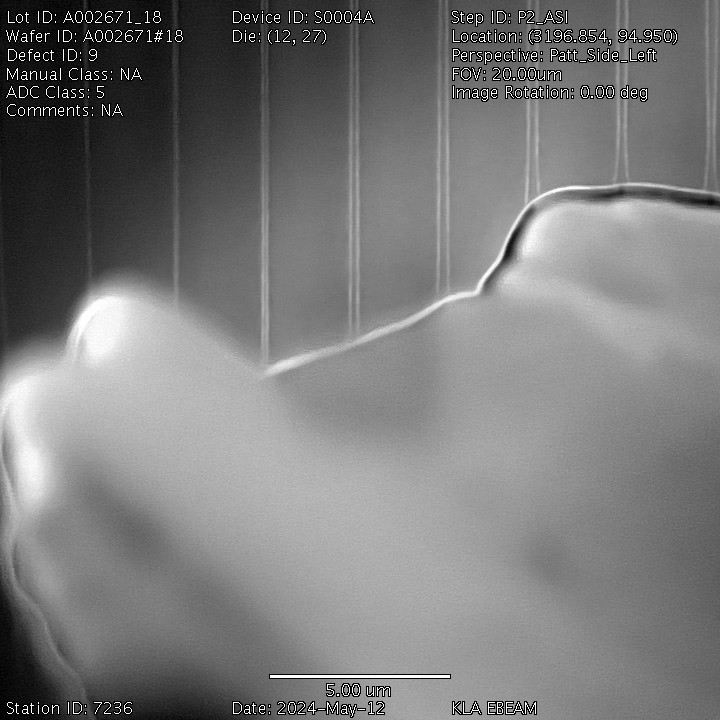 Lot ID: A002671_18
Wafer ID: A002671#18
Defect ID: 9
Manual Class: NA
ADC Class: 5
Comments: NA
Device ID: S0004A
Die: (12, 27)
Step ID: P2_ASI
Location: (3196.854, 94.950)
Perspective: Patt_Side_Left
FOV: 20.00um
Image Rotation: 0.00 deg
5.00 um
Station ID: 7236
Date: 2024-May-12
KLA EBEAM